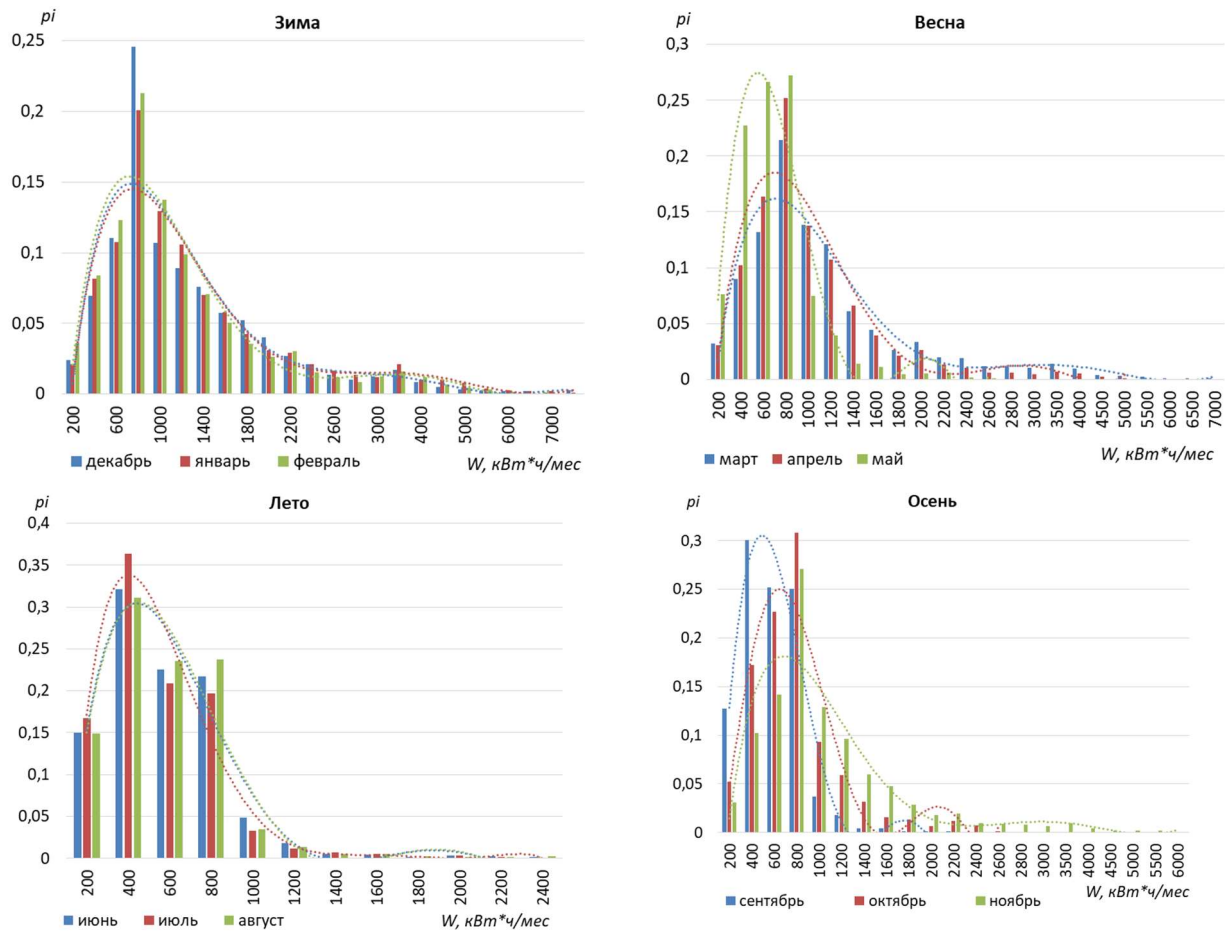 Зима
pi
0,25
0,2
0,15
0,1
0,05
0
200 600 1000 1400 1800 2200 2600 3000 4000 5000 6000 7000
декабрь январь февраль W, кВт*ч/мес
Весна
pi
0,3
0,25
0,2
0,15
0,1
0,05
0
200 400 600 800 1000 1200 1400 1600 1800 2000 2200 2400 2600 2800 3000 3500 4000 4500 5000 5500 6000 6500 7000
W, кВт*ч/мес
март апрель май
Лето
pi
0,4
0,35
0,3
0,25
0,2
0,15
0,1
0,05
0
200 400 600 800 1000 1200 1400 1600 1800 2000 2200 2400
июнь июль август W, кВт*ч/мес
Осень
pi
0,3
0,25
0,2
0,15
0,1
0,05
0
200 400 600 800 1000 1200 1400 1600 1800 2000 2200 2400 2600 2800 3000 3500 4000 4500 5000 5500 6000
W, кВт*ч/мес
сентябрь октябрь ноябрь